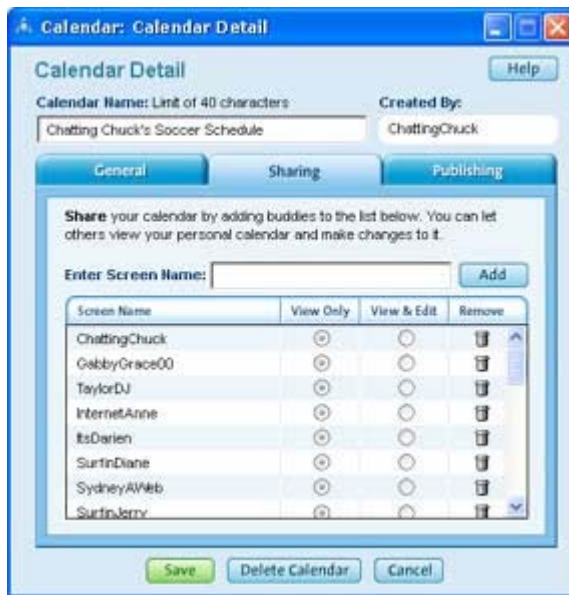 Calendar: Calendar Detail
Calendar Detail
Help
Calendar Name: Limit of 40 characters
Created By:
Chatting Chuck's Soccer Schedule
ChattingChuck
General
Sharing
Publishing
Share your calendar by adding buddies to the list below. You can let
others view your personal calendar and make changes to it.
Enter Screen Name:
Add
Screen Name View Only View & Edit Remove
ChattingChuck
GabbyGrace00
TaylorDJ
InternetAnne
ItsDarien
SurfinDiane
SydneyAWeb
SurfinJerry
Save
Delete Calendar
Cancel